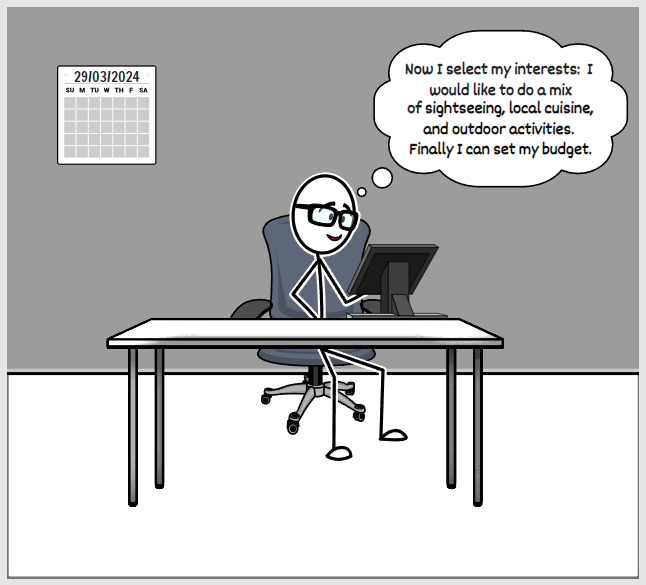 29/03/2024
SU M TU W TH F SA
Now I select my interests: I
would like to do a mix
of sightseeing, local cuisine,
and outdoor activities.
Finally I can set my budget.